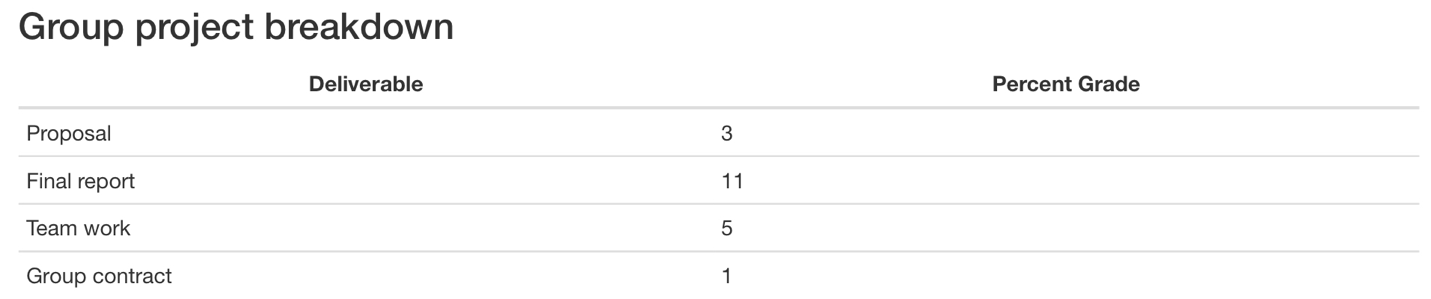 Group project breakdown
Deliverable Percent Grade
Proposal 3
Final report 11
Team work 5
Group contract 1